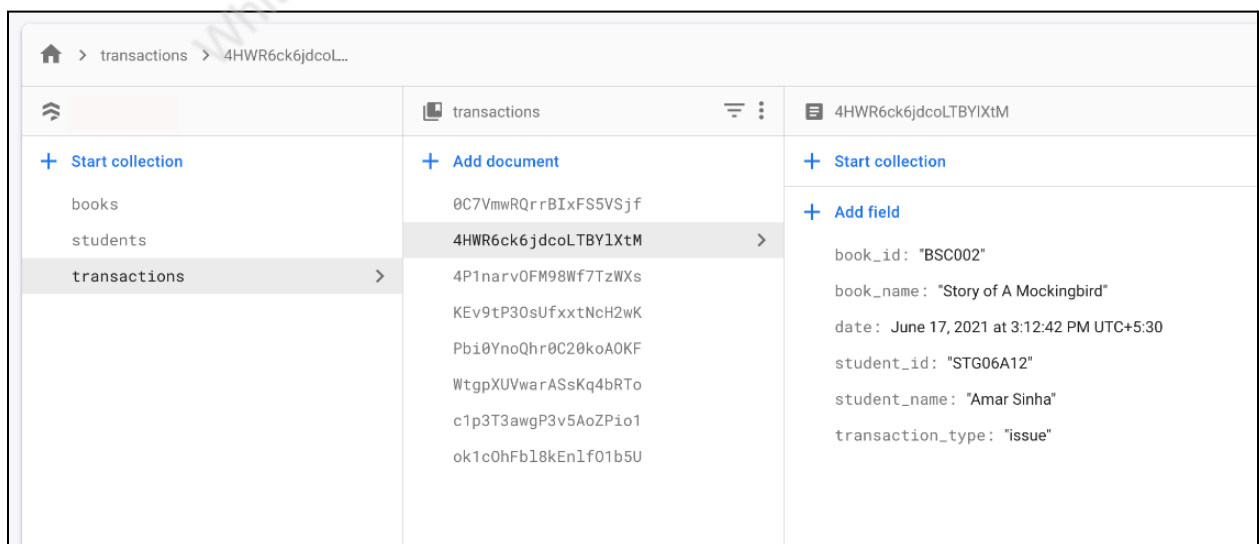 transactions > 4HWR6ck6jdcoL...
transactions
4HWR6ck6jdcoLTBYlXtM
+ Start collection
+ Add document
+ Start collection
books
students
transactions
0C7VmwRQrrBIxFS5VSjf
4HWR6ck6jdcoLTBYlXtM
4P1narvOFM98Wf7TzWXs
KEv9tP3OsUfxxtNcH2wK
Pbi0YnoQhr0C20koAOKF
WtgpXUVwarASsKq4bRTo
c1p3T3awgP3v5AoZPio1
ok1cOhFbl8kEnlfO1b5U
+ Add field
book_id: "BSC002"
book_name: "Story of A Mockingbird"
date: June 17, 2021 at 3:12:42 PM UTC+5:30
student_id: "STG06A12"
student_name: "Amar Sinha"
transaction_type: "issue"